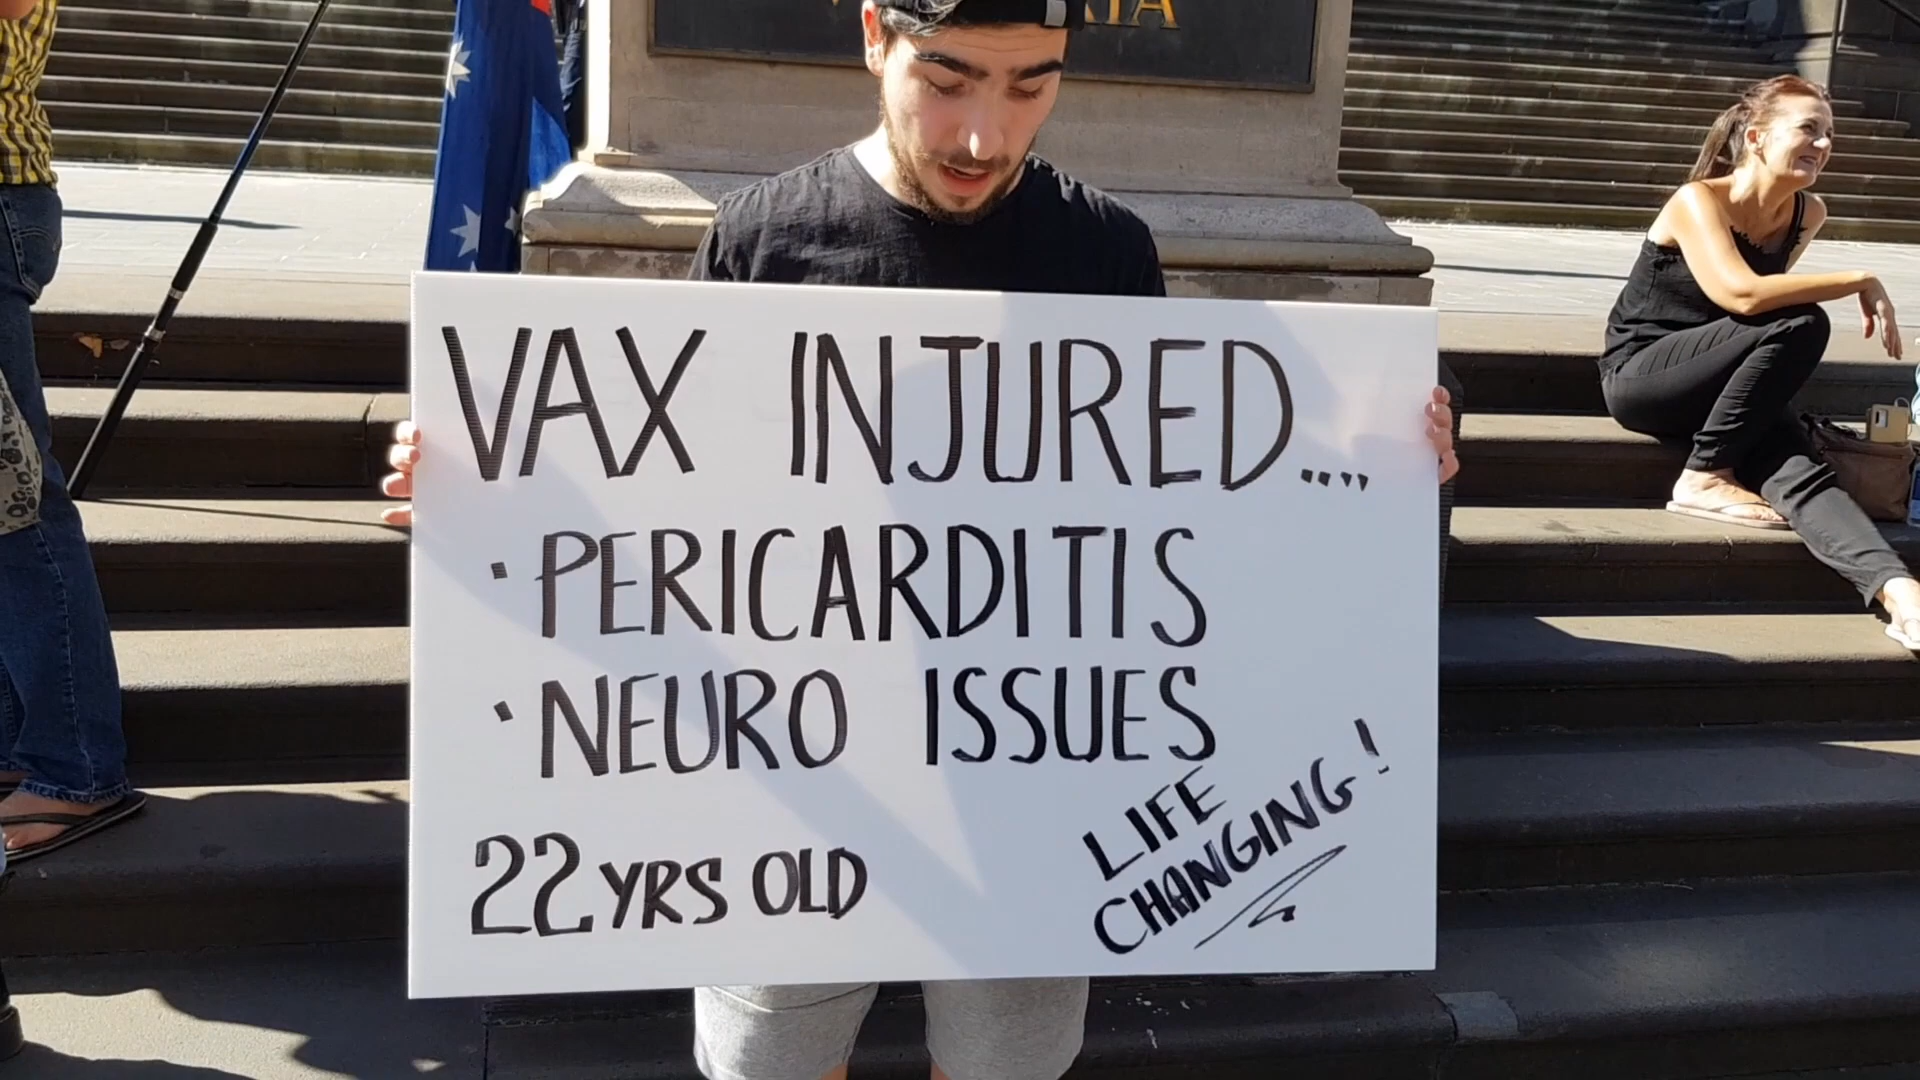 VAX INJURED....
· PERICARDITIS
· NEURO ISSUES
22 YRS OLD
LIFE
CHANGING!